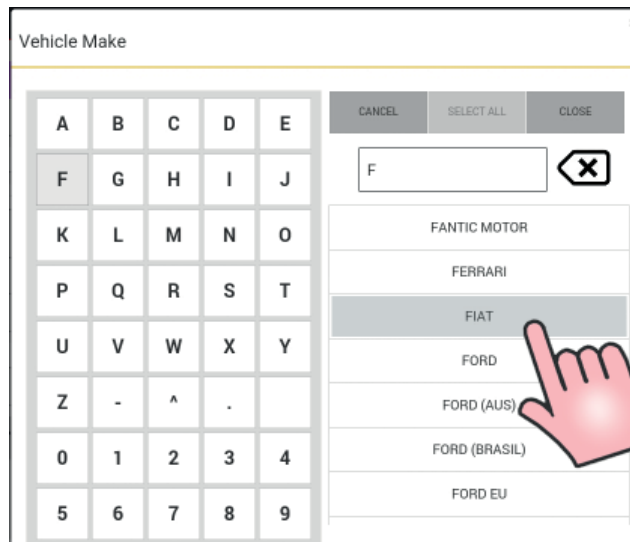 Vehicle Make
A B C D E
F G H I J
K L M N O
P Q R S T
U V W X Y
Z - ^ .
0 1 2 3 4
5 6 7 8 9
CANCEL SELECT ALL CLOSE
F
FANTIC MOTOR
FERRARI
FIAT
FORD
FORD (AUS)
FORD (BRASIL)
FORD EU